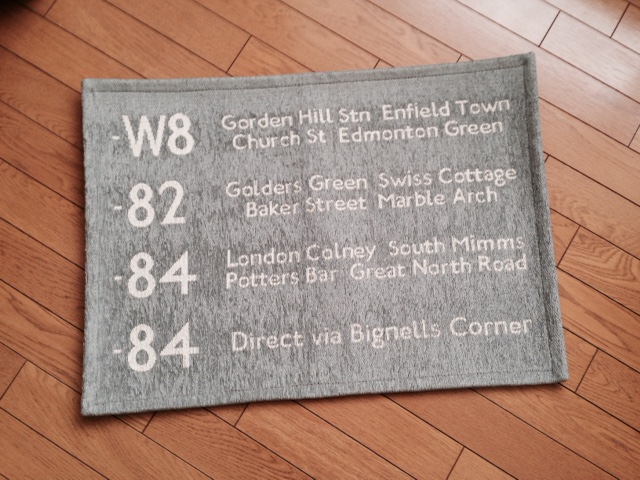 -W8 Gorden Hill Stn Enfield Town
Church St Edmonton Green
-82 Golders Green Swiss Cottage
Baker Street Marble Arch
-84 London Colney South Mimms
Potters Bar Great North Road
-84 Direct via Bignells Corner